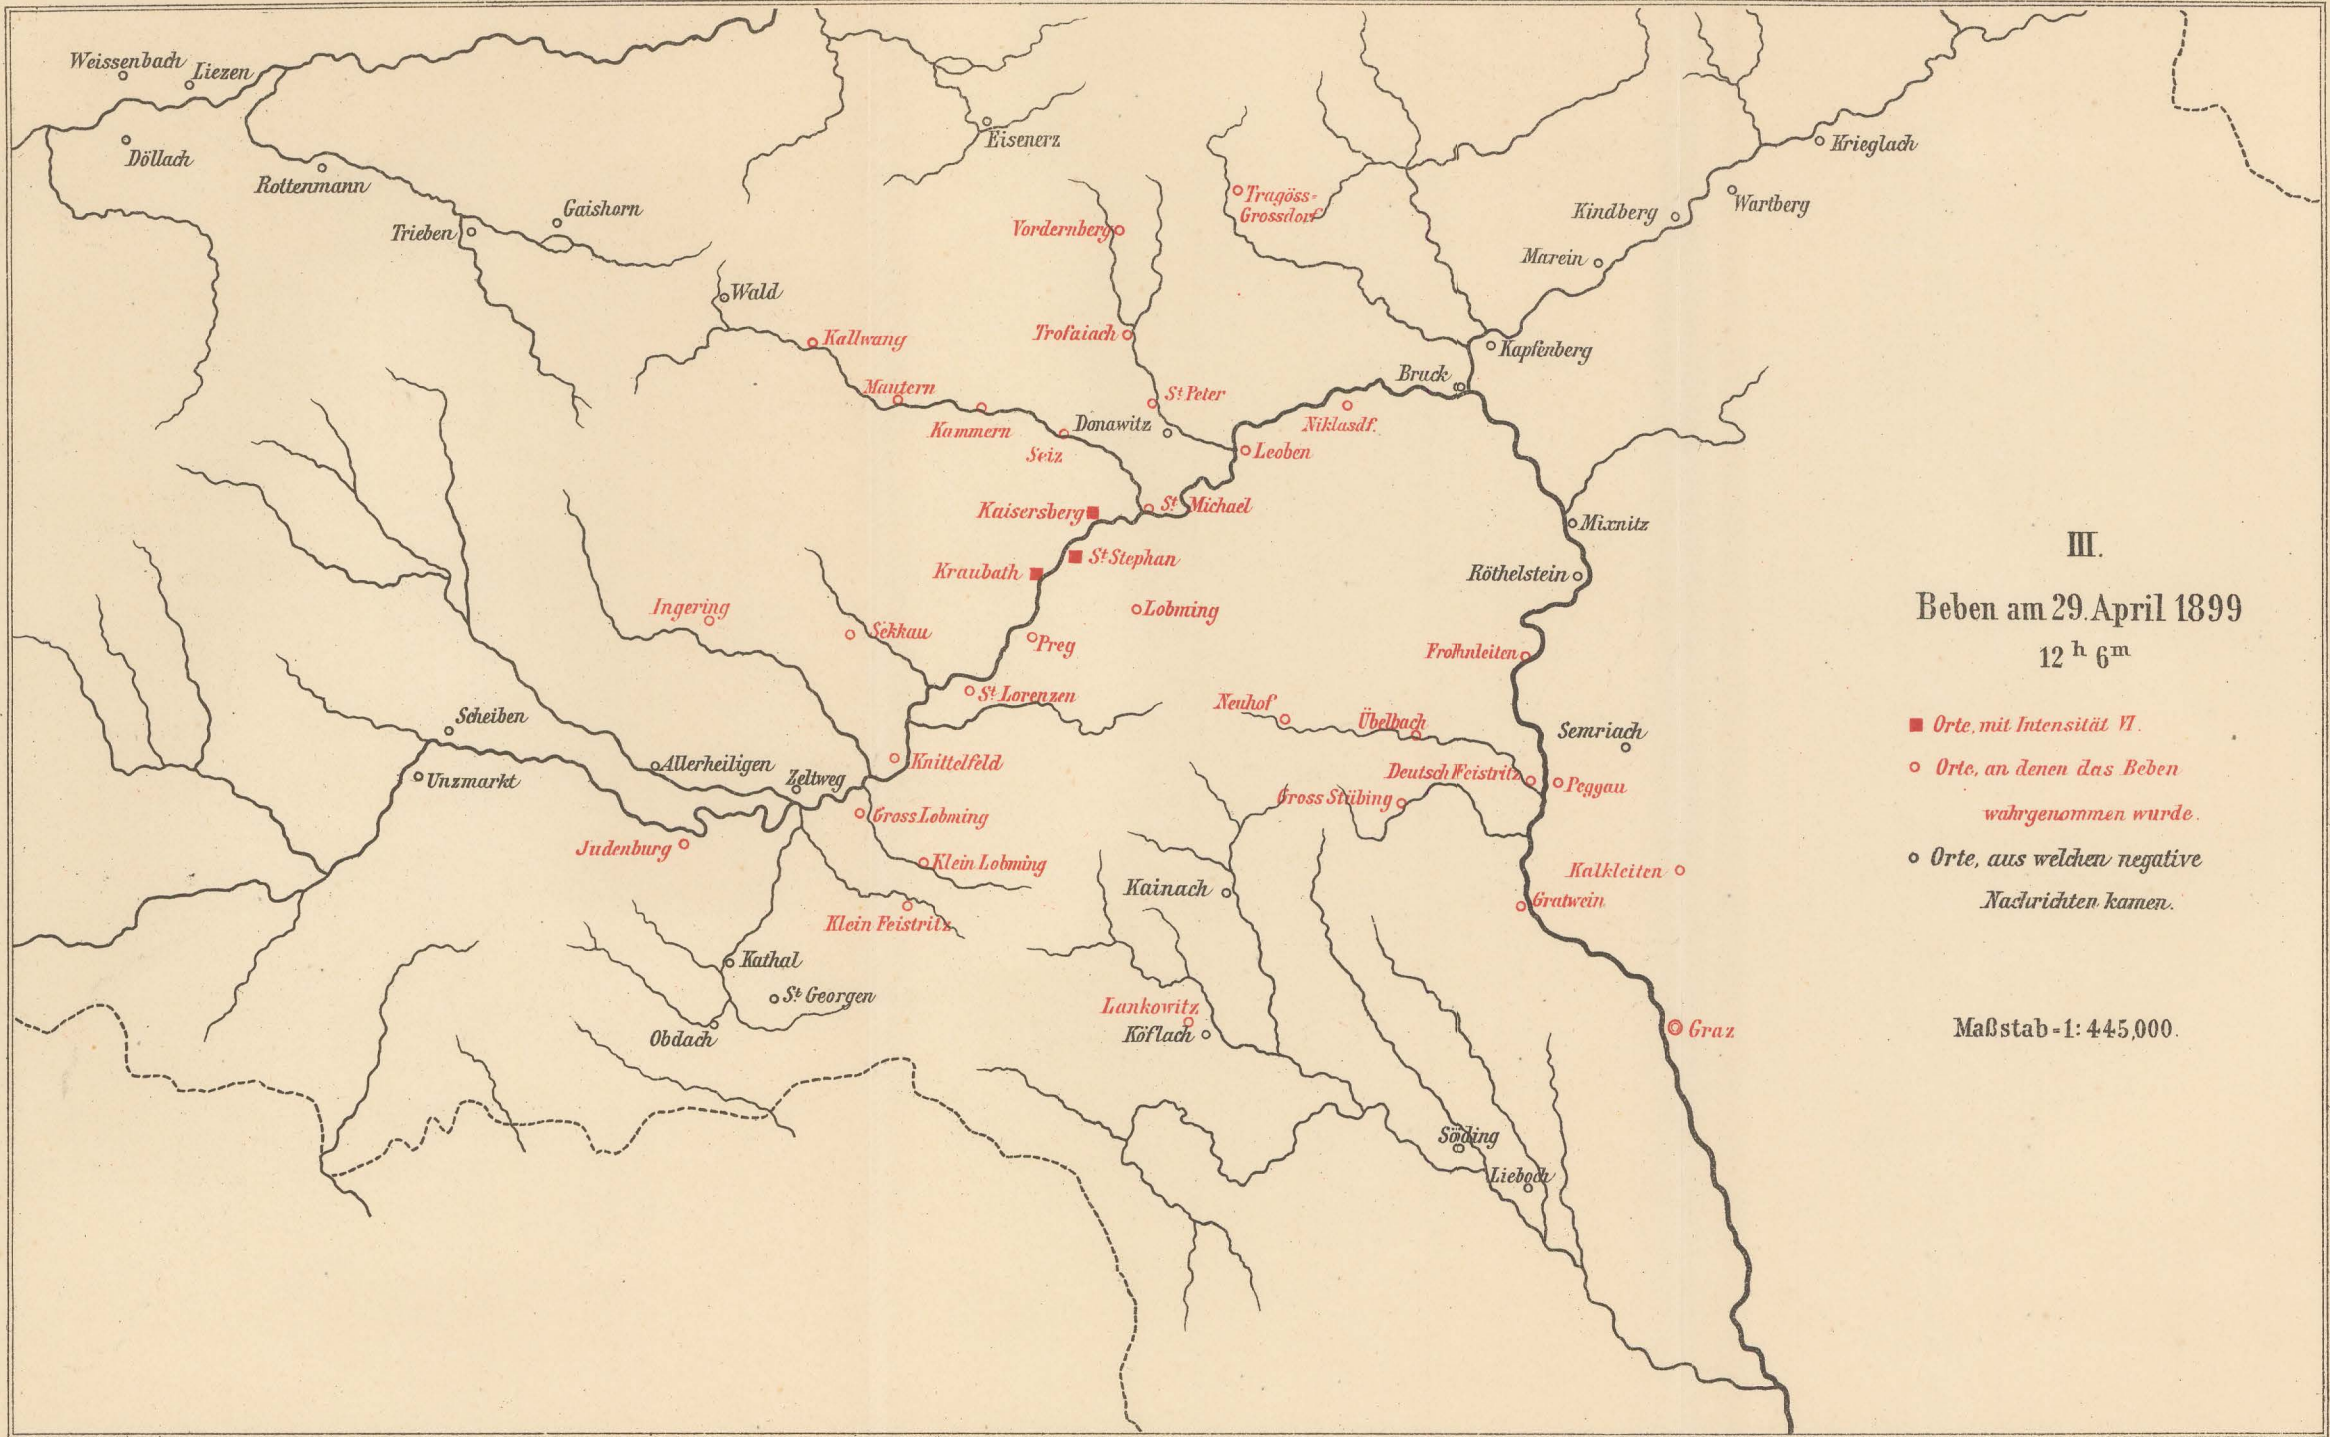 Weissenbach
Liezen
Döllach
Rottenmann
Gaishorn
Trieben
Eisenerz
Krieglach
Tragöss=
Grossdorf
Wartberg
Kindberg
Vordernberg
Marein
Wald
Kallwang
Trofaiach
Kapfenberg
Bruck
Mautern
St. Peter
Kammern
Donawitz
Niklasdf.
Seiz
Leoben
Kaisersberg
St. Michael
Mixnitz
Kraubath
St. Stephan
Röthelstein
Ingering
Lobming
Sekkau
Preg
Frohnleiten
St. Lorenzen
Neuhof
Übelbach
Scheiben
Semriach
Allerheiligen
Knittelfeld
Unzmarkt
Zeltweg
Deutsch Feistritz
Peggau
Gross Stübing
Gross Lobming
Judenburg
Klein Lobming
Kalkleiten
Kainach
Gratwein
Klein Feistritz
Kathal
St. Georgen
Lankowitz
Obdach
Köflach
Graz
Söding
Lieboch
III.
Beben am 29. April 1899
12 h 6m
Orte, mit Intensität VI.
Orte, an denen das Beben
wahrgenommen wurde.
Orte, aus welchen negative
Nachrichten kamen.
Maßstab = 1: 445,000.